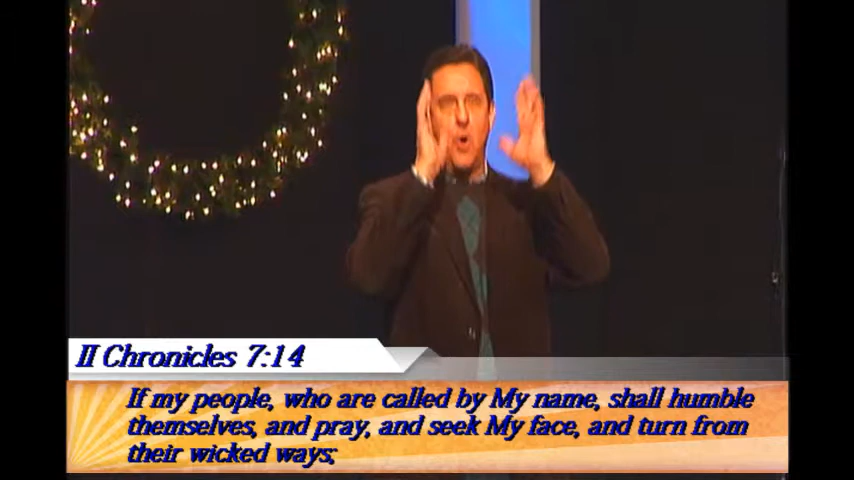 II Chronicles 7:14
If my people, who are called by My name, shall humble
themselves, and pray, and seek My face, and turn from
their wicked ways;